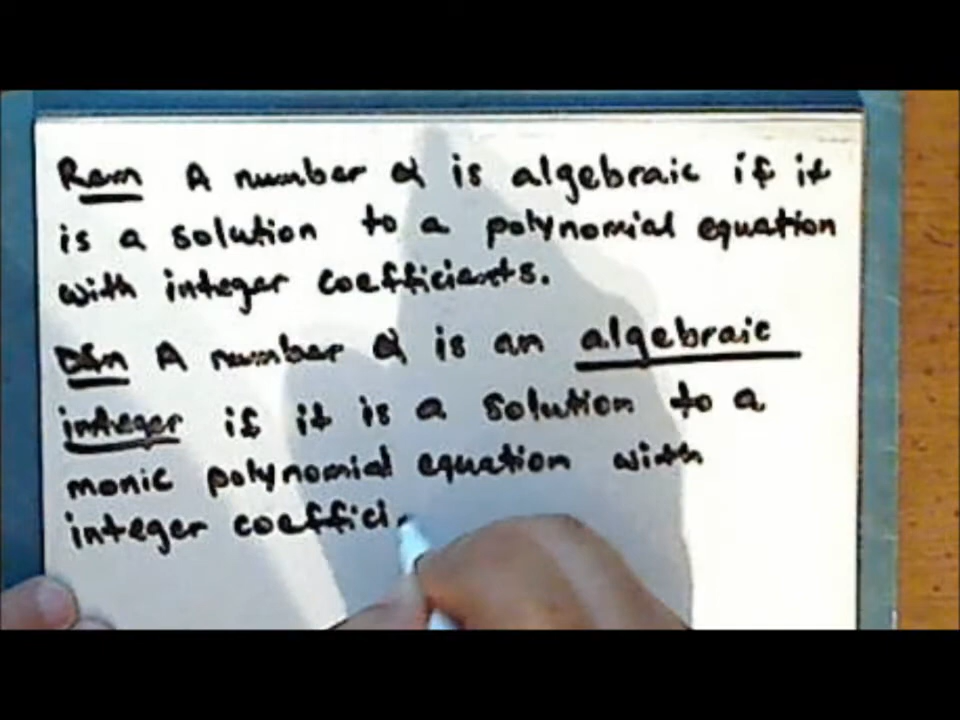 Rem A number α is algebraic if it
is a solution to a polynomial equation
with integer coefficients.
Dfn A number α is an algebraic
integer if it is a solution to a
monic polynomial equation with
integer coeffici